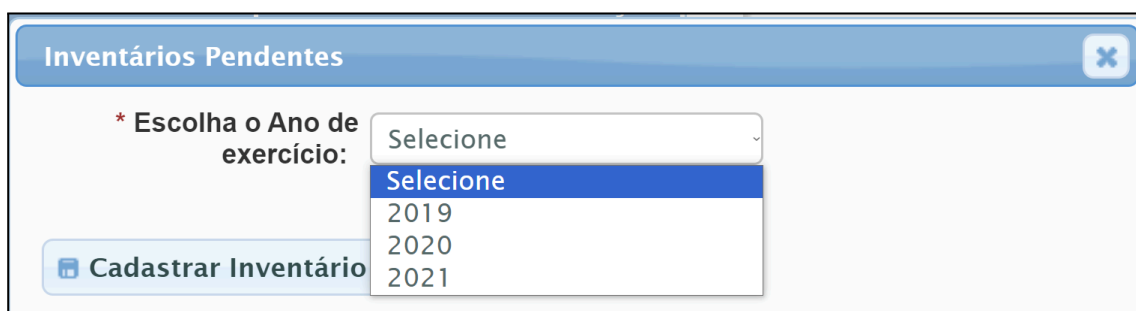 Inventários Pendentes
* Escolha o Ano de
exercício:
Selecione
Selecione
2019
2020
2021
Cadastrar Inventário